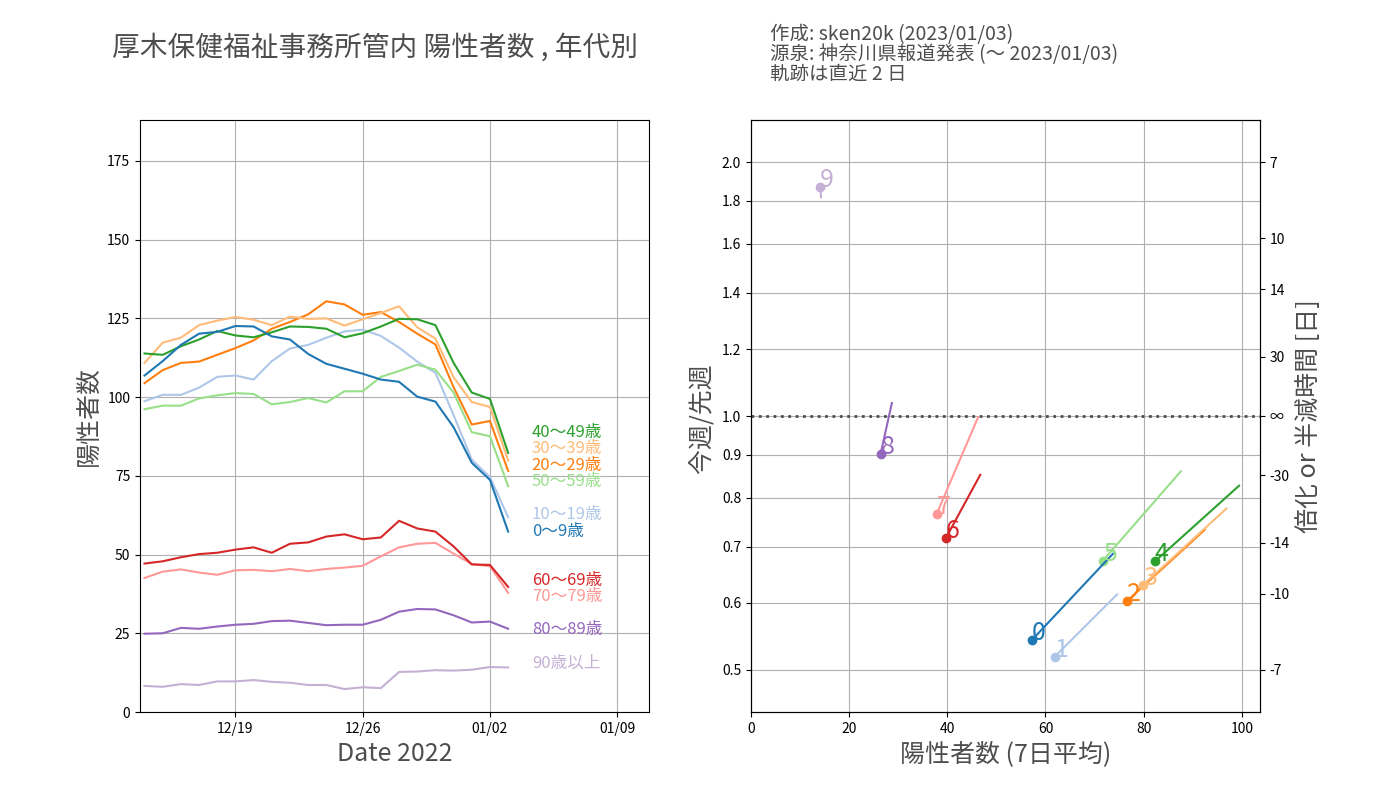 厚木保健福祉事務所管内 陽性者数 , 年代別
作成: sken20k (2023/01/03)
源泉: 神奈川県報道発表 (〜 2023/01/03)
軌跡は直近 2 日
陽性者数
175
150
125
100
75
50
25
0
12/19
12/26
01/02
01/09
Date 2022
40〜49歳
30〜39歳
20〜29歳
50〜59歳
10〜19歳
0〜9歳
60〜69歳
70〜79歳
80〜89歳
90歳以上
今週/先週
2.0
1.8
1.6
1.4
1.2
1.0
0.9
0.8
0.7
0.6
0.5
0
20
40
60
80
100
陽性者数 (7日平均)
9
8
7
6
5
4
3
2
0
1
7
10
14
30
∞
-30
-14
-10
-7
倍化 or 半減時間 [日]